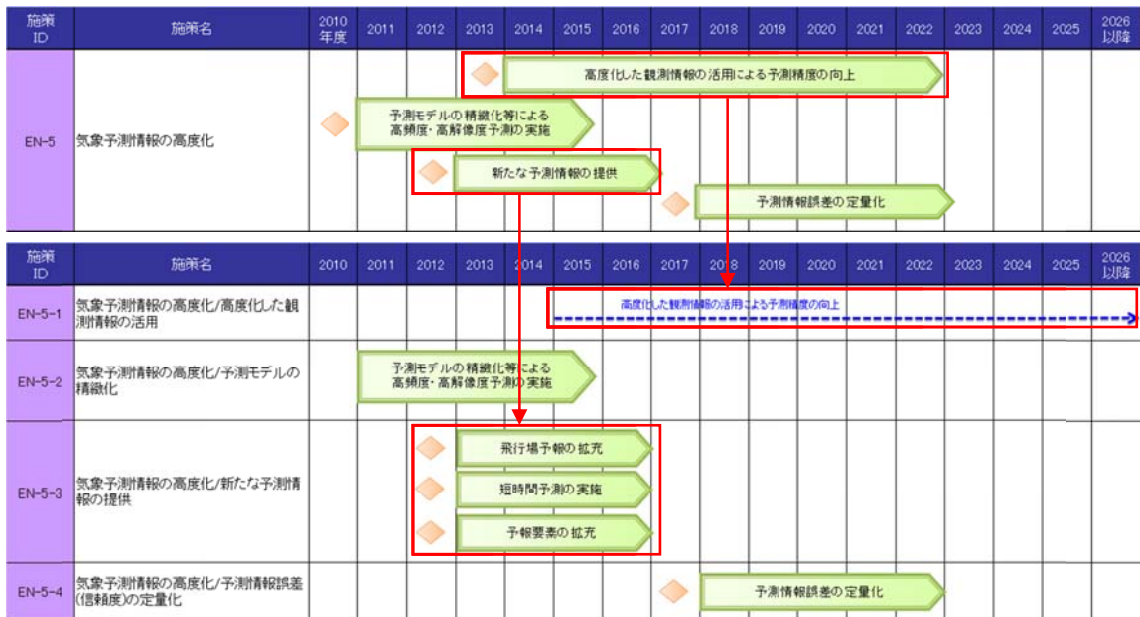 施策
ID
施策名
2010
年度
2011
2012
2013
2014
2015
2016
2017
2018
2019
2020
2021
2022
2023
2024
2025
2026
以降
EN-5
気象予測情報の高度化
高度化した観測情報の活用による予測精度の向上
予測モデルの精緻化等による
高頻度・高解像度予測の実施
新たな予測情報の提供
予測情報誤差の定量化
施策
ID
施策名
2010
2011
2012
2013
2014
2015
2016
2017
2018
2019
2020
2021
2022
2023
2024
2025
2026
以降
EN-5-1
気象予測情報の高度化/高度化した観
測情報の活用
高度化した観測情報の活用による予測精度の向上
EN-5-2
気象予測情報の高度化/予測モデルの
精緻化
予測モデルの精緻化等による
高頻度・高解像度予測の実施
EN-5-3
気象予測情報の高度化/新たな予測情
報の提供
飛行場予報の拡充
短時間予測の実施
予報要素の拡充
EN-5-4
気象予測情報の高度化/予測情報誤差
(信頼度)の定量化
予測情報誤差の定量化